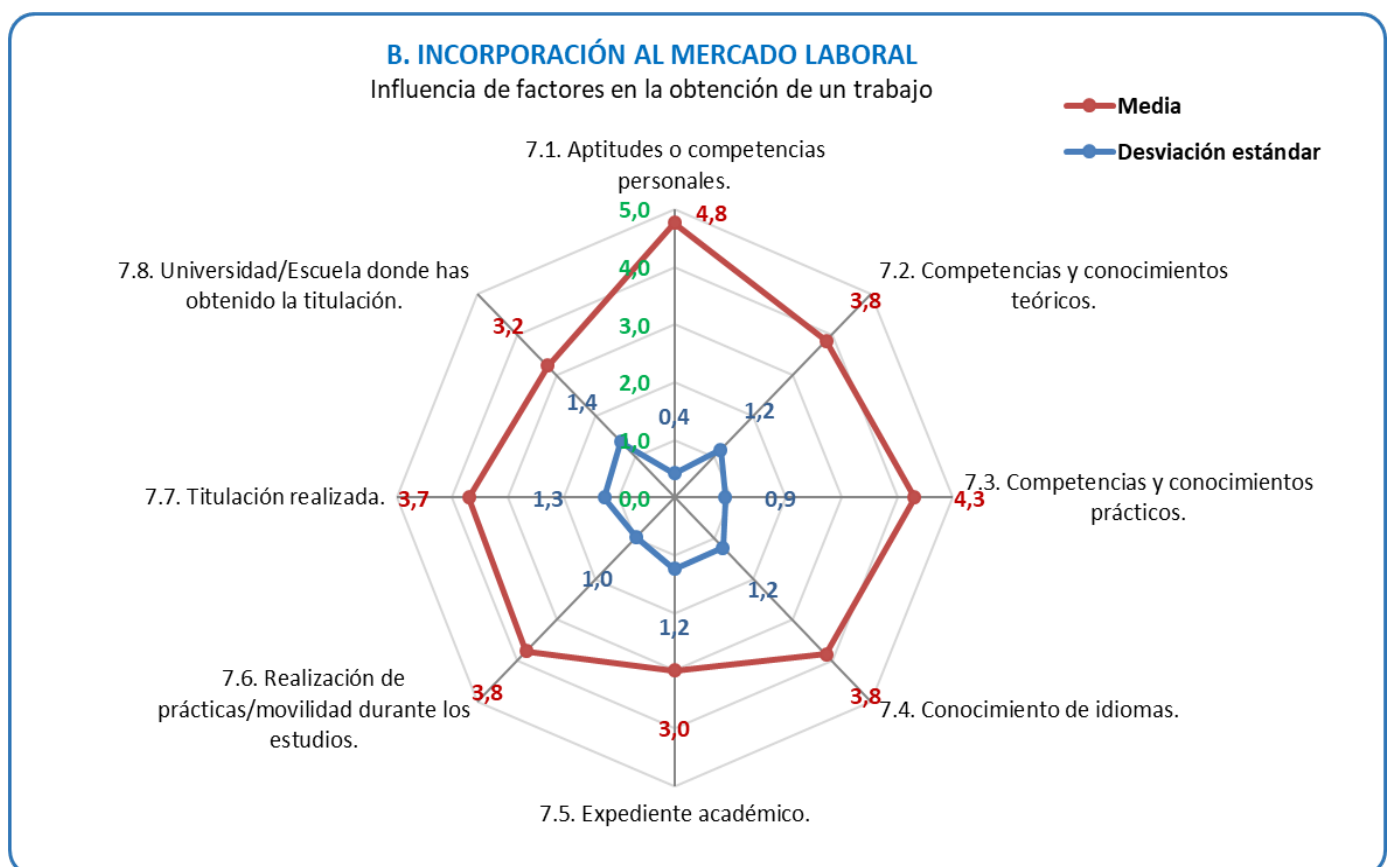 B. INCORPORACIÓN AL MERCADO LABORAL
Influencia de factores en la obtención de un trabajo
Media
Desviación estándar
7.1. Aptitudes o competencias
personales.
5,0
4,8
7.8. Universidad/Escuela donde has
obtenido la titulación.
4,0
7.2. Competencias y conocimientos
teóricos.
3,8
3,2
3,0
2,0
1,4
0,4
1,2
1,0
7.7. Titulación realizada.
3,7
1,3
0,0
0,9
4,3
7.3. Competencias y conocimientos
prácticos.
1,0
1,2
1,2
7.6. Realización de
prácticas/movilidad durante los
estudios.
3,8
3,0
3,8
7.4. Conocimiento de idiomas.
7.5. Expediente académico.